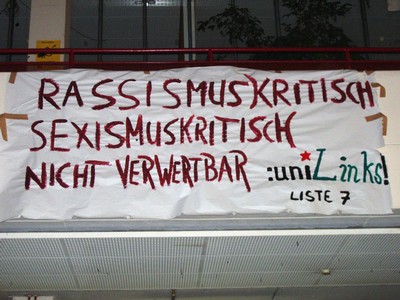 RASSISMUSKRITISCH
SEXISMUSKRITISCH
NICHT VERWERTBAR :uniLinks!
LISTE 7